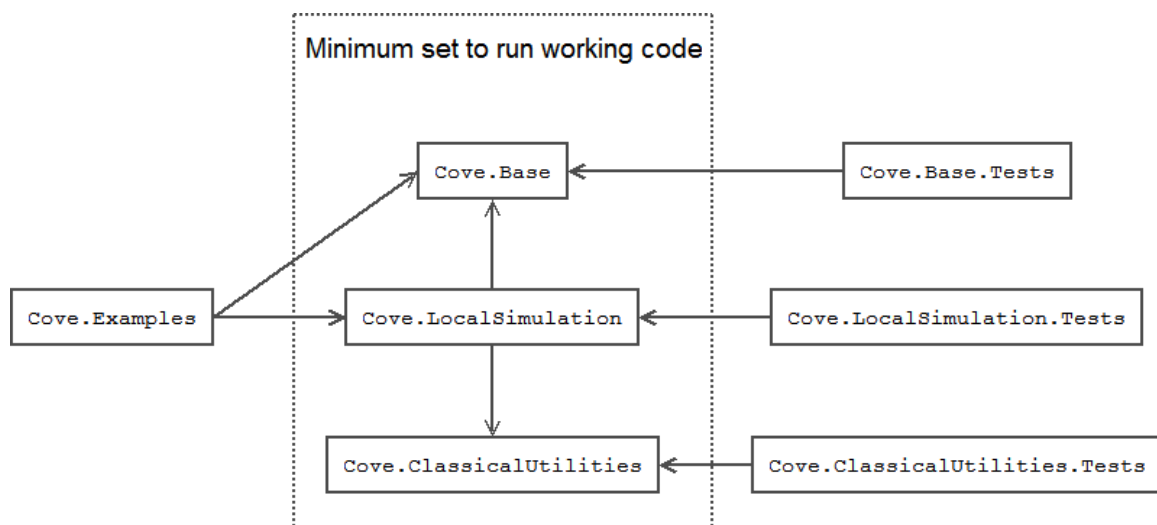 Minimum set to run working code
Cove.Base
Cove.Base.Tests
Cove.Examples
Cove.LocalSimulation
Cove.LocalSimulation.Tests
Cove.ClassicalUtilities
Cove.ClassicalUtilities.Tests